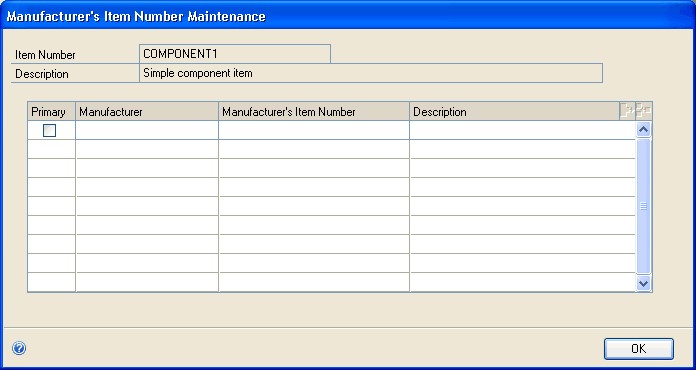 Manufacturer's Item Number Maintenance
Item Number COMPONENT1
Description Simple component item
Primary Manufacturer Manufacturer's Item Number Description
OK